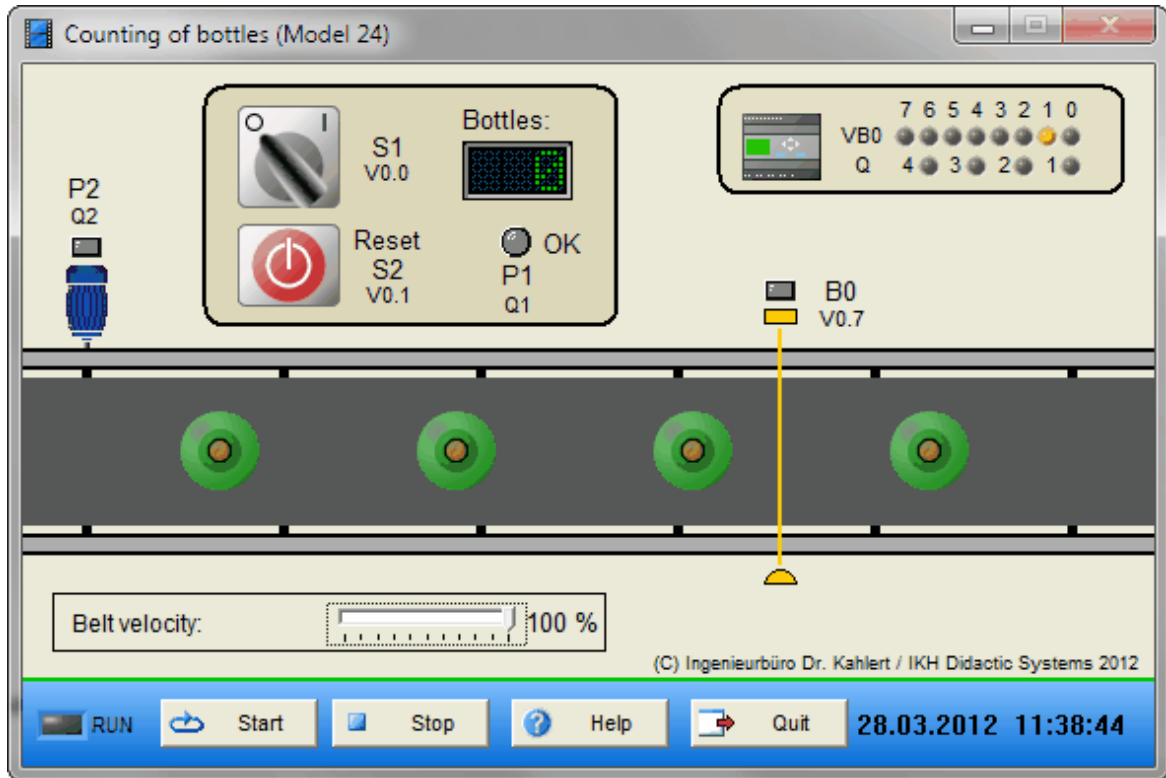 Counting of bottles (Model 24)
P2
Q2
O I
S1
V0.0
Bottles:
0
Reset
S2
V0.1
OK
P1
Q1
7 6 5 4 3 2 1 0
VB0
Q 4 3 2 1
B0
V0.7
Belt velocity: 100 %
(C) Ingenieurbüro Dr. Kahlert / IKH Didactic Systems 2012
RUN Start Stop ? Help Quit 28.03.2012 11:38:44